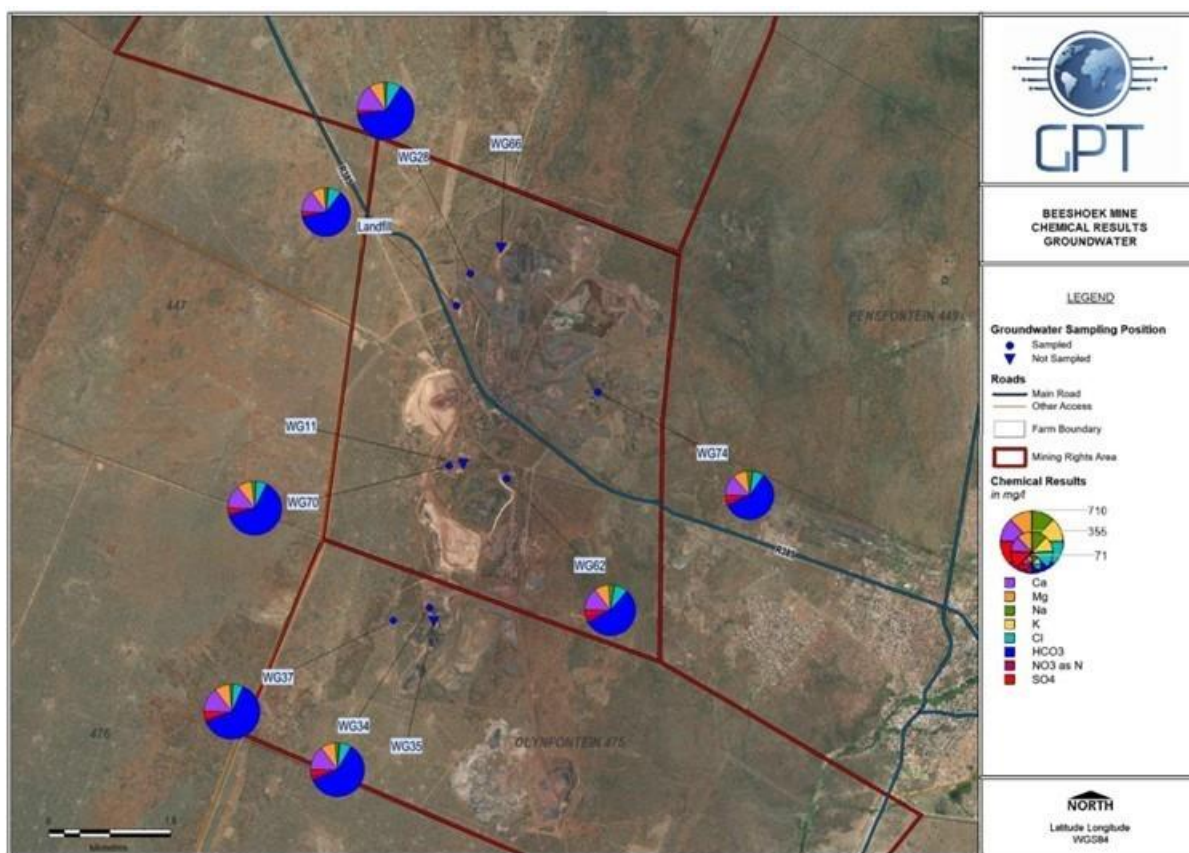 WG66
WG28
Landfill
447
PENSFONTEIN 449
WG11
WG74
WG70
R385
WG62
WG37
WG34
WG35
476
OLYNFONTEIN 475
0
kilometres
GPT
BEESHOEK MINE
CHEMICAL RESULTS
GROUNDWATER
LEGEND
Groundwater Sampling Position
Sampled
Not Sampled
Roads
Main Road
Other Access
Farm Boundary
Mining Rights Area
Chemical Results
in mg/l
710
355
71
Ca
Mg
Na
K
Cl
HCO3
NO3 as N
SO4
NORTH
Latitude Longitude
WGS84